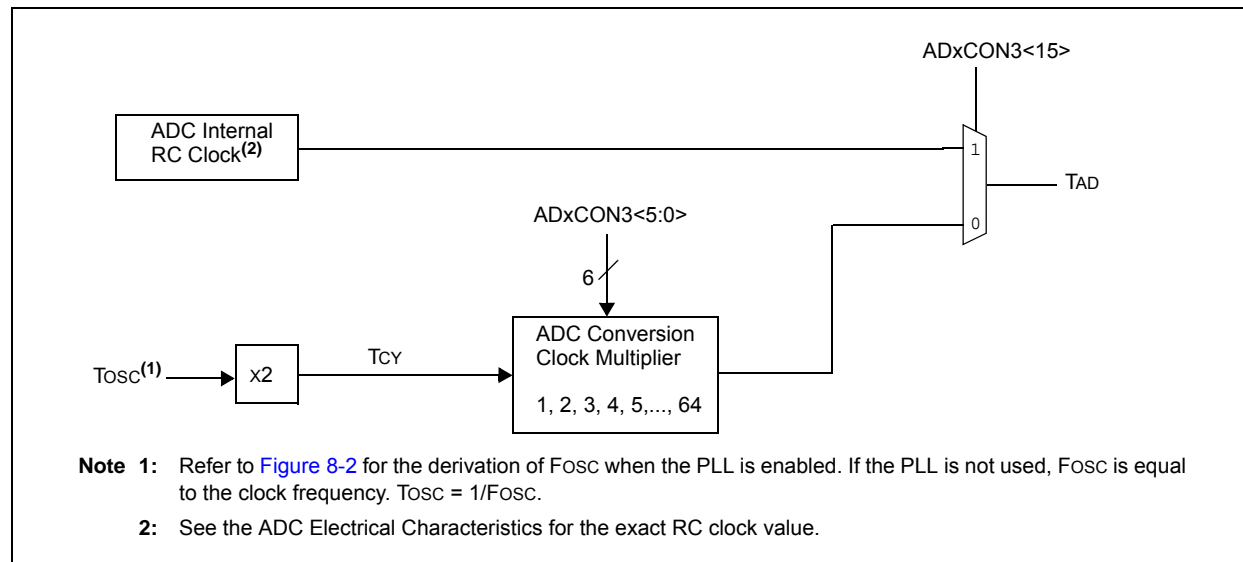 ADxCON3<15>
ADC Internal
RC Clock(2)
1
TAD
ADxCON3<5:0>
0
6
ADC Conversion
Clock Multiplier
TOSC(1)
X2
TCY
1, 2, 3, 4, 5,..., 64
Note 1: Refer to Figure 8-2 for the derivation of FOSC when the PLL is enabled. If the PLL is not used, FOSC is equal
to the clock frequency. TOSC = 1/FOSC.
2: See the ADC Electrical Characteristics for the exact RC clock value.